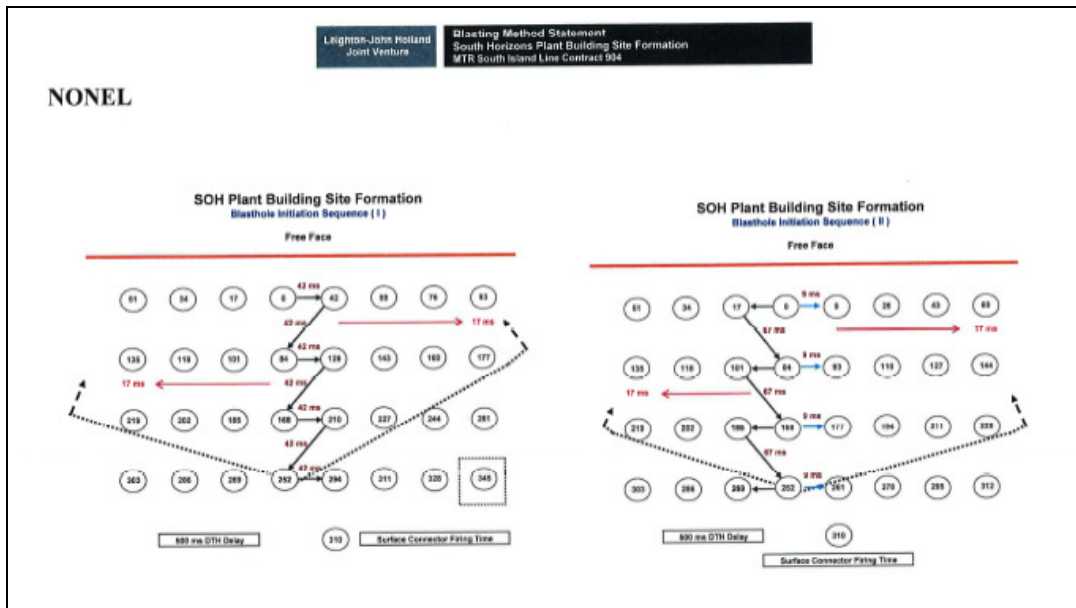 Leighton-John Holland
Joint Venture
Blasting Method Statement
South Horizons Plant Building Site Formation
MTR South Island Line Contract 904
NONEL
SOH Plant Building Site Formation
Blasthole Initiation Sequence ( I )
Free Face
42 ms
51 34 17 0 42 59 76 93
42 ms
17 ms
42 ms
135 118 101 84 126 143 160 177
17 ms
42 ms
42 ms
219 202 185 168 210 227 244 261
42 ms
42 ms
303 286 269 252 294 311 328 345
500 ms DTH Delay
310
Surface Connector Firing Time
SOH Plant Building Site Formation
Blasthole Initiation Sequence ( II )
Free Face
9 ms
51 34 17 0 9 26 43 60
67 ms
17 ms
9 ms
135 118 101 84 93 110 127 144
17 ms
67 ms
9 ms
219 202 185 168 177 194 211 228
67 ms
9 ms
303 286 269 252 261 278 295 312
500 ms DTH Delay
310
Surface Connector Firing Time